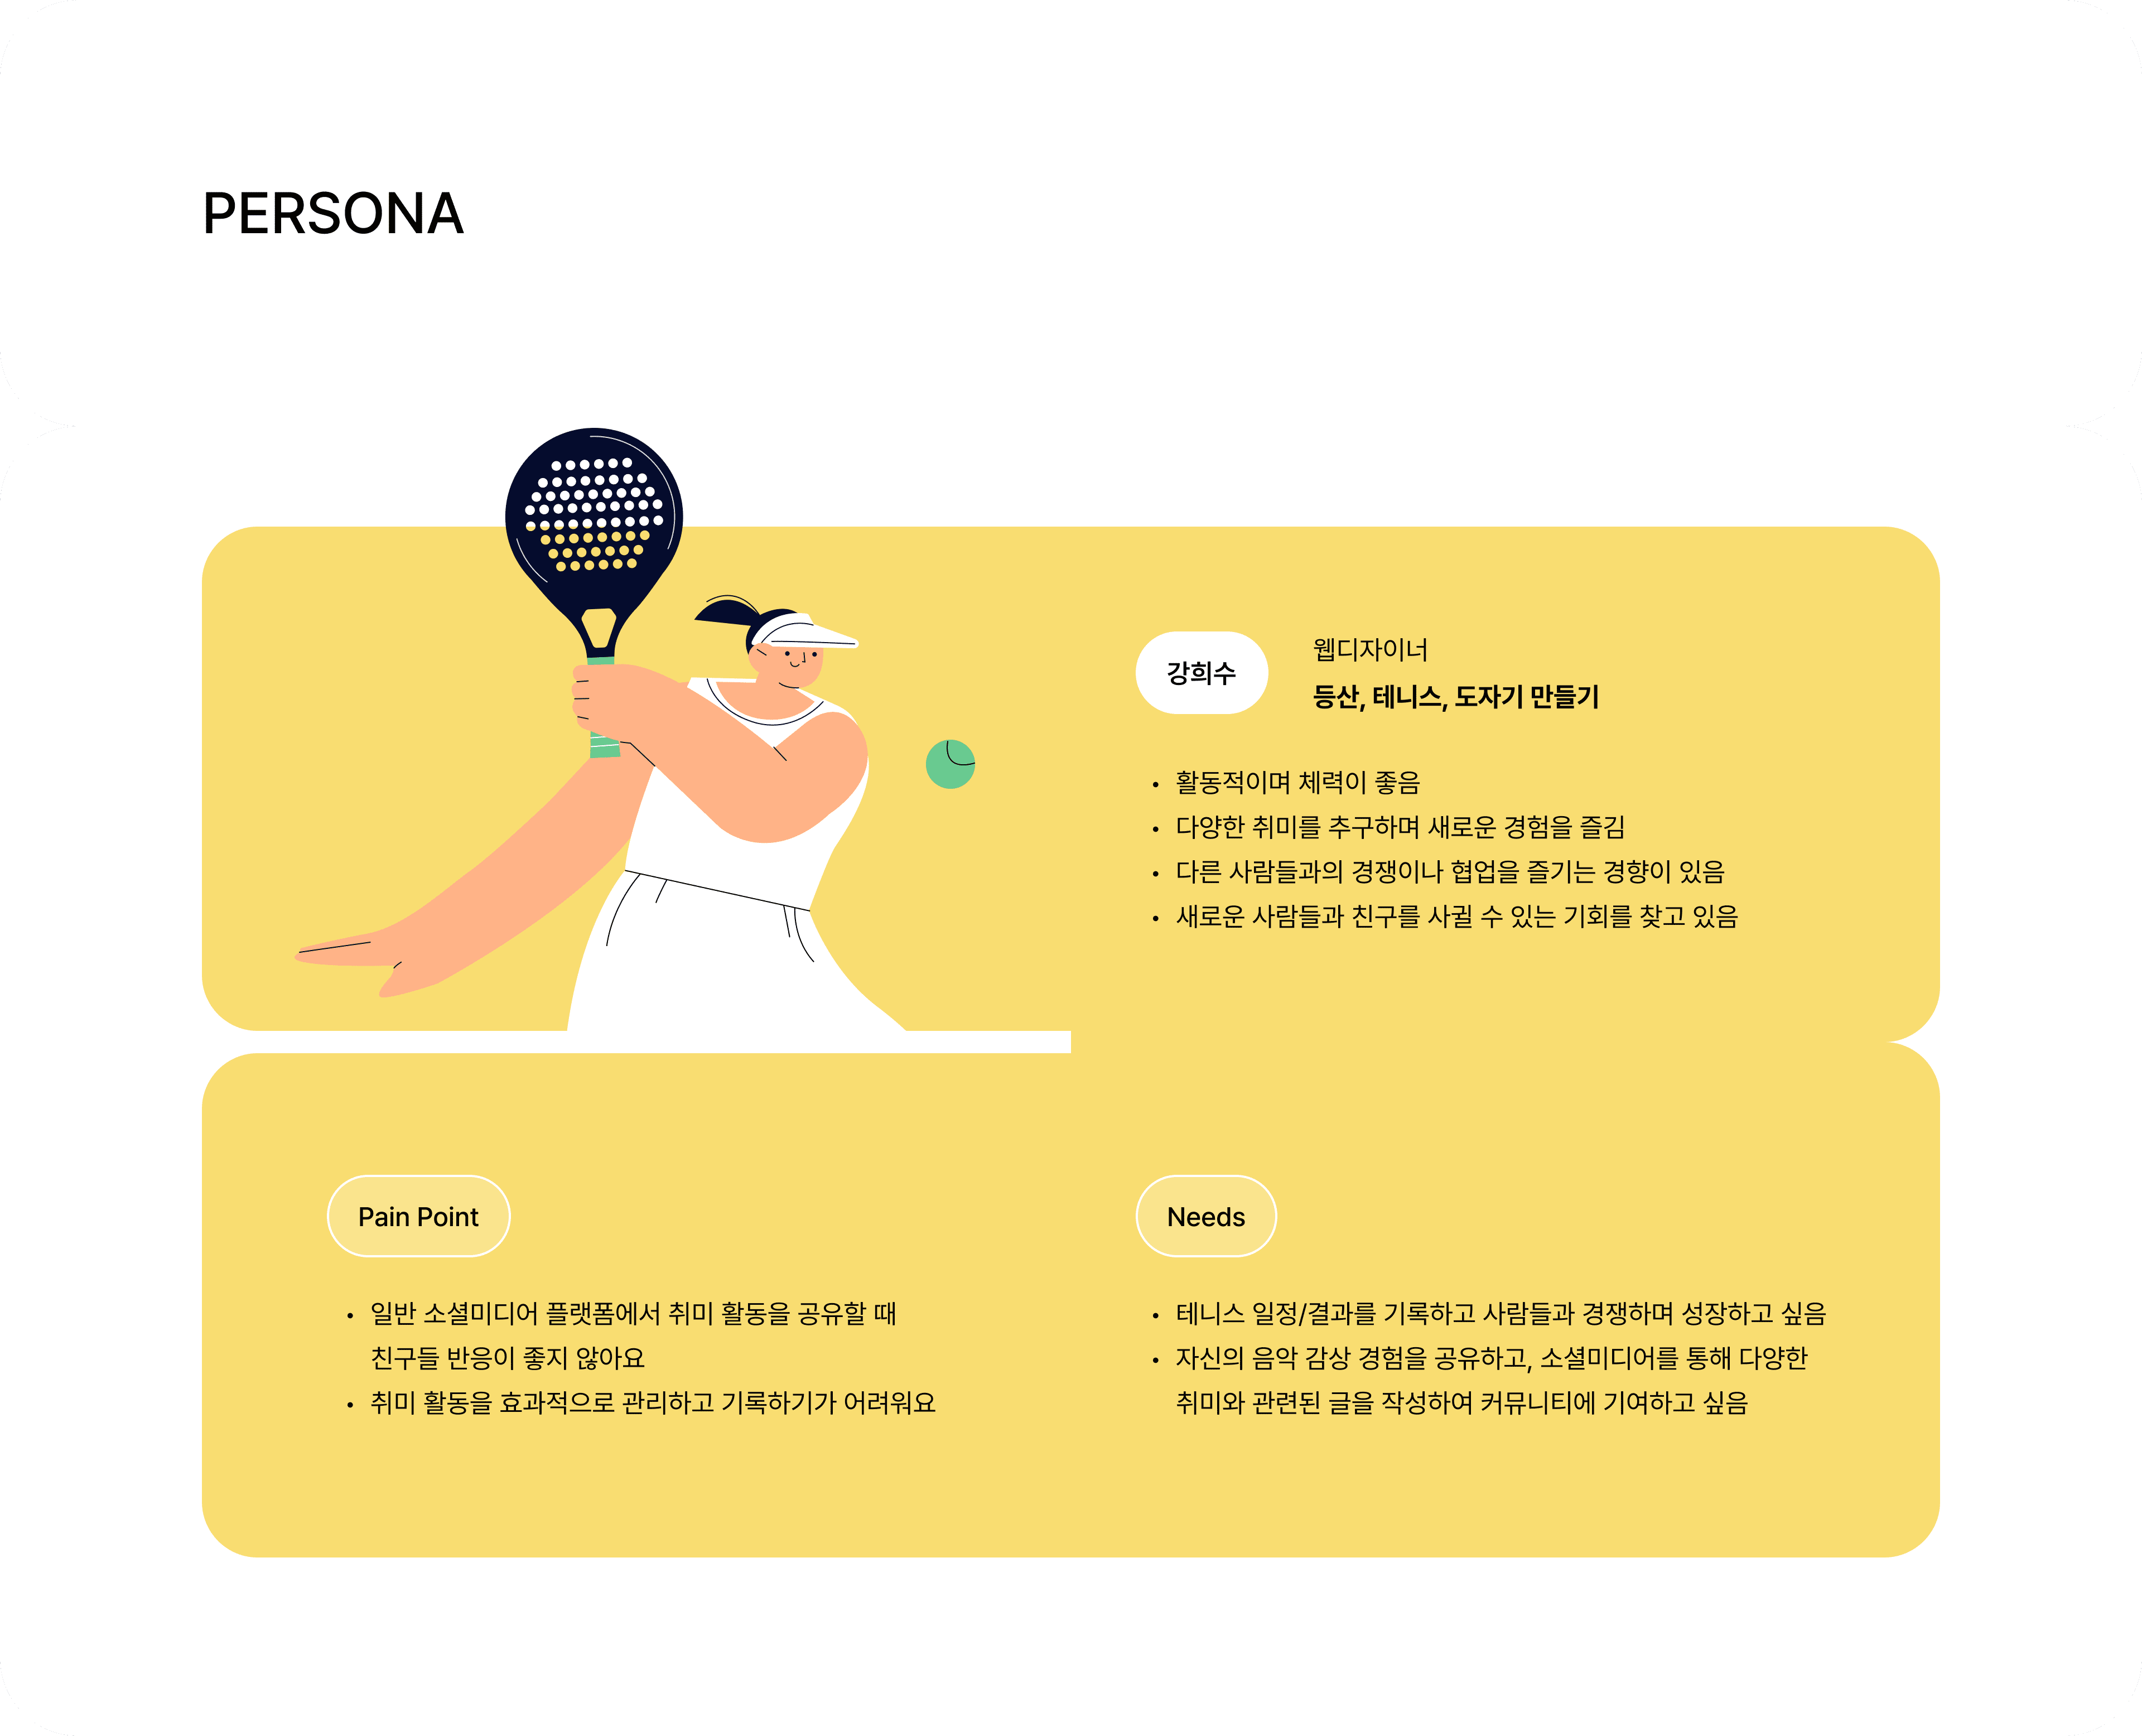 PERSONA
강희수
웹디자이너
등산, 테니스, 도자기 만들기
• 활동적이며 체력이 좋음
• 다양한 취미를 추구하며 새로운 경험을 즐김
• 다른 사람들과의 경쟁이나 협업을 즐기는 경향이 있음
• 새로운 사람들과 친구를 사귈 수 있는 기회를 찾고 있음
Pain Point
• 일반 소셜미디어 플랫폼에서 취미 활동을 공유할 때
친구들 반응이 좋지 않아요
• 취미 활동을 효과적으로 관리하고 기록하기가 어려워요
Needs
• 테니스 일정/결과를 기록하고 사람들과 경쟁하며 성장하고 싶음
• 자신의 음악 감상 경험을 공유하고, 소셜미디어를 통해 다양한
취미와 관련된 글을 작성하여 커뮤니티에 기여하고 싶음